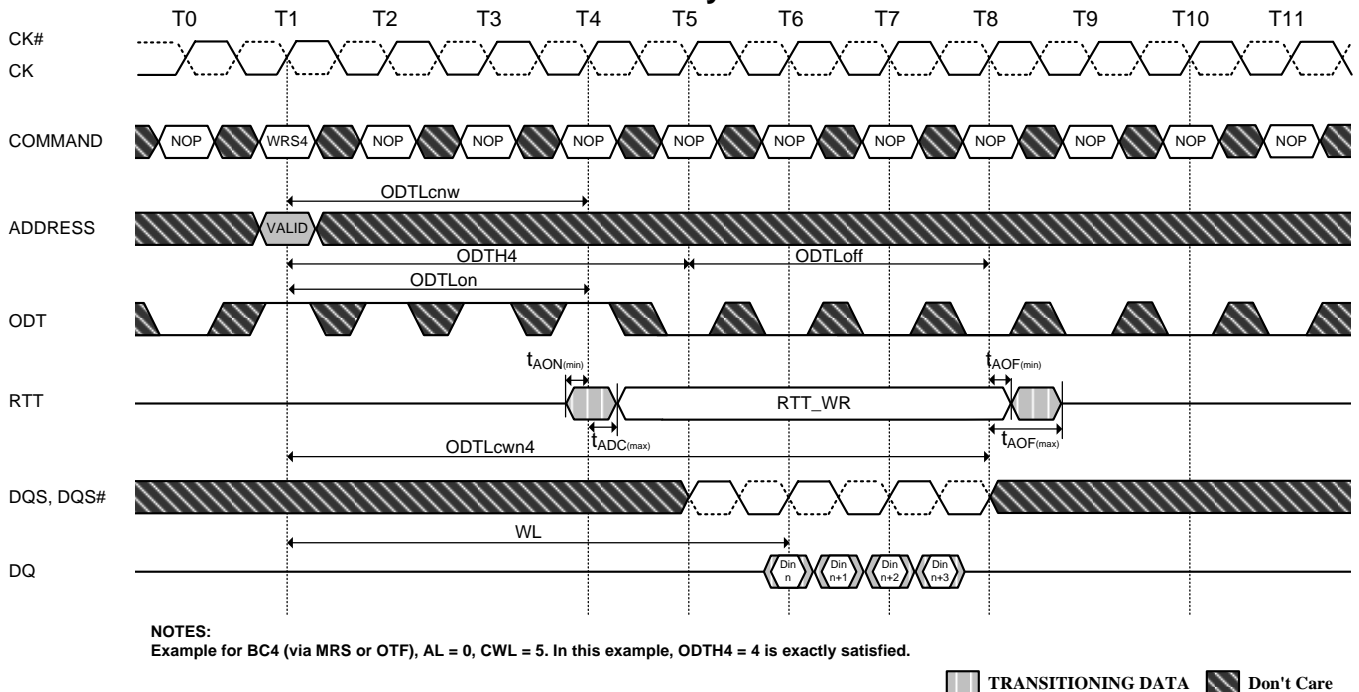 T0 T1 T2 T3 T4 T5 T6 T7 T8 T9 T10 T11
CK#
CK
COMMAND NOP WRS4 NOP NOP NOP NOP NOP NOP NOP NOP NOP NOP
ODTLcnw
ADDRESS VALID
ODTH4 ODTLoff
ODTLon
ODT
tAON(min) tAOF(min)
RTT RTT_WR
tADC(max) tAOF(max)
ODTLcwn4
DQS, DQS#
WL
DQ Din n Din n+1 Din n+2 Din n+3
NOTES:
Example for BC4 (via MRS or OTF), AL = 0, CWL = 5. In this example, ODTH4 = 4 is exactly satisfied.
TRANSITIONING DATA Don't Care